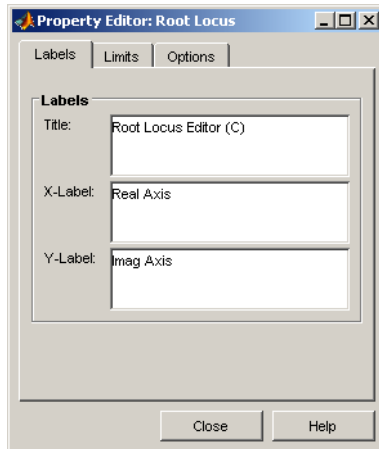 Property Editor: Root Locus
Labels Limits Options
Labels
Title: Root Locus Editor (C)
X-Label: Real Axis
Y-Label: Imag Axis
Close Help